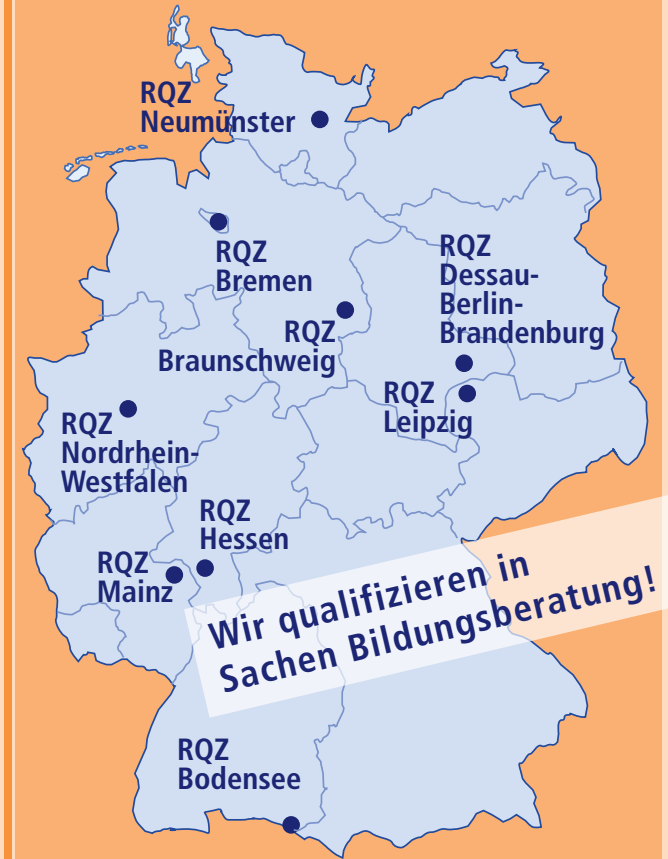 RQZ
Neumünster
RQZ
Bremen
RQZ
Dessau-
Berlin-
Brandenburg
RQZ
Braunschweig
RQZ
Leipzig
RQZ
Nordrhein-
Westfalen
RQZ
Hessen
RQZ
Mainz
Wir qualifizieren in
Sachen Bildungsberatung!
RQZ
Bodensee